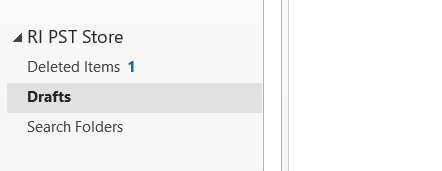 RI PST Store
Deleted Items 1
Drafts
Search Folders